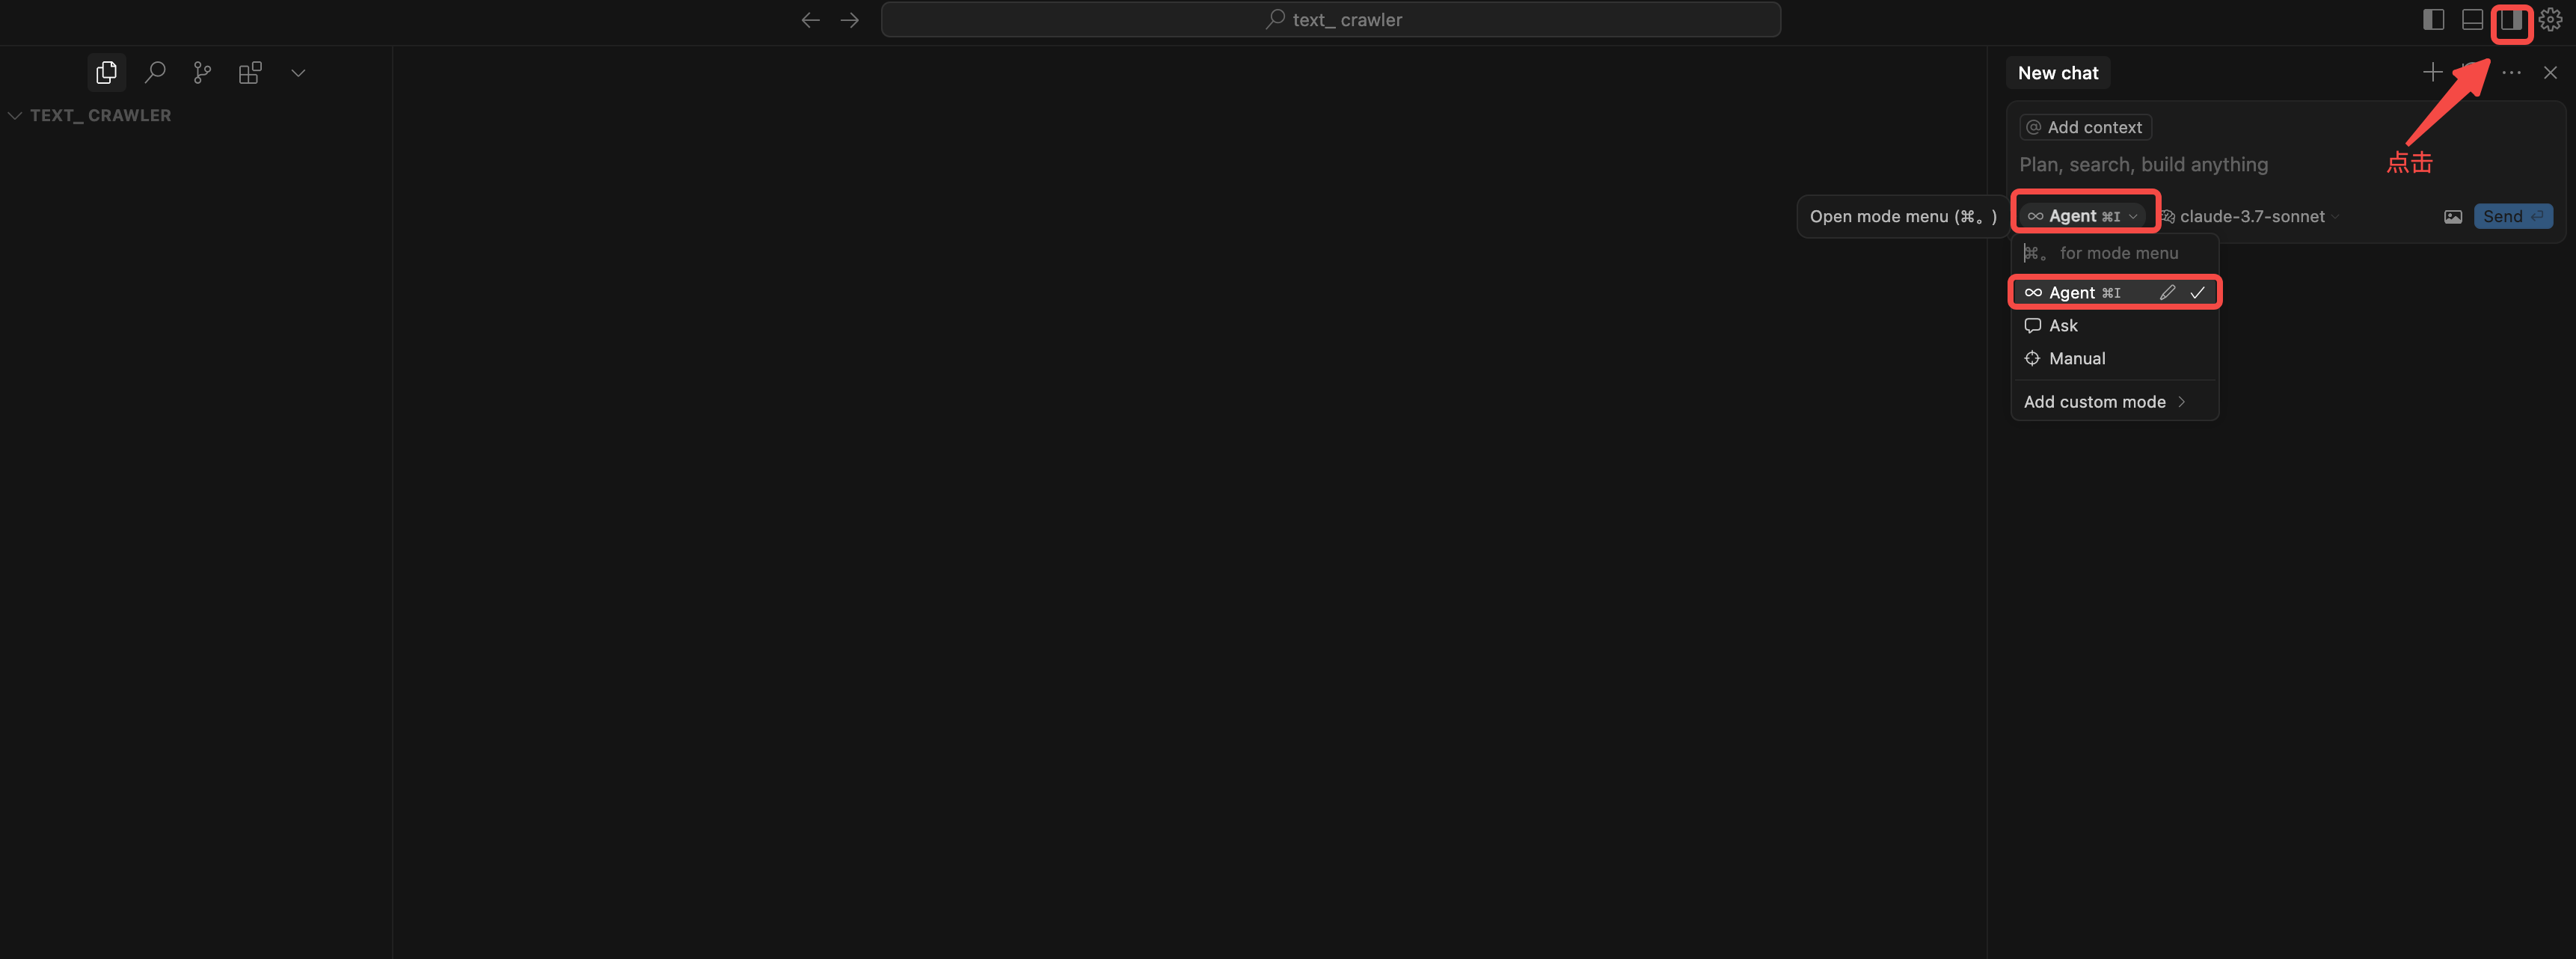 text_ crawler
TEXT_ CRAWLER
New chat
@ Add context
Plan, search, build anything
点击
Open mode menu (⌘。)
Agent ⌘I
claude-3.7-sonnet
Send
⌘。 for mode menu
Agent ⌘I
Ask
Manual
Add custom mode